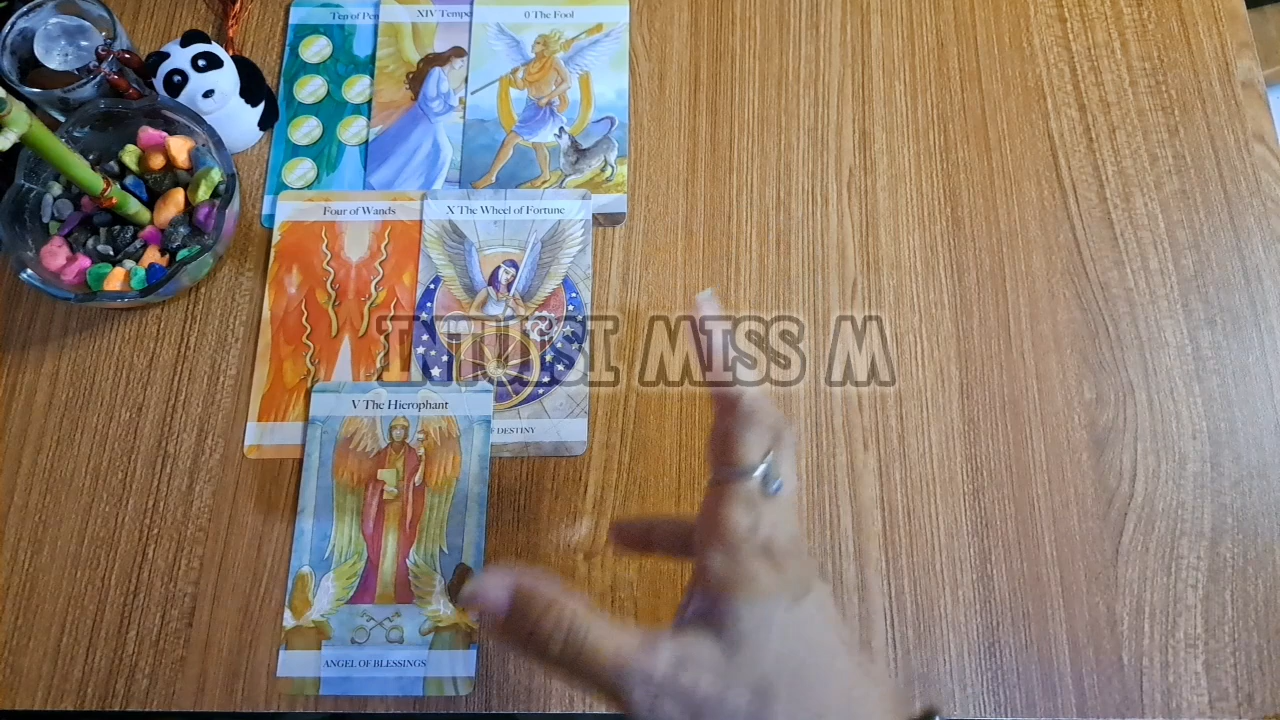 Ten of Pen
XIV Tempe
0 The Fool
Four of Wands
X The Wheel of Fortune
INTUISI MISS M
F DESTINY
V The Hierophant
ANGEL OF BLESSINGS